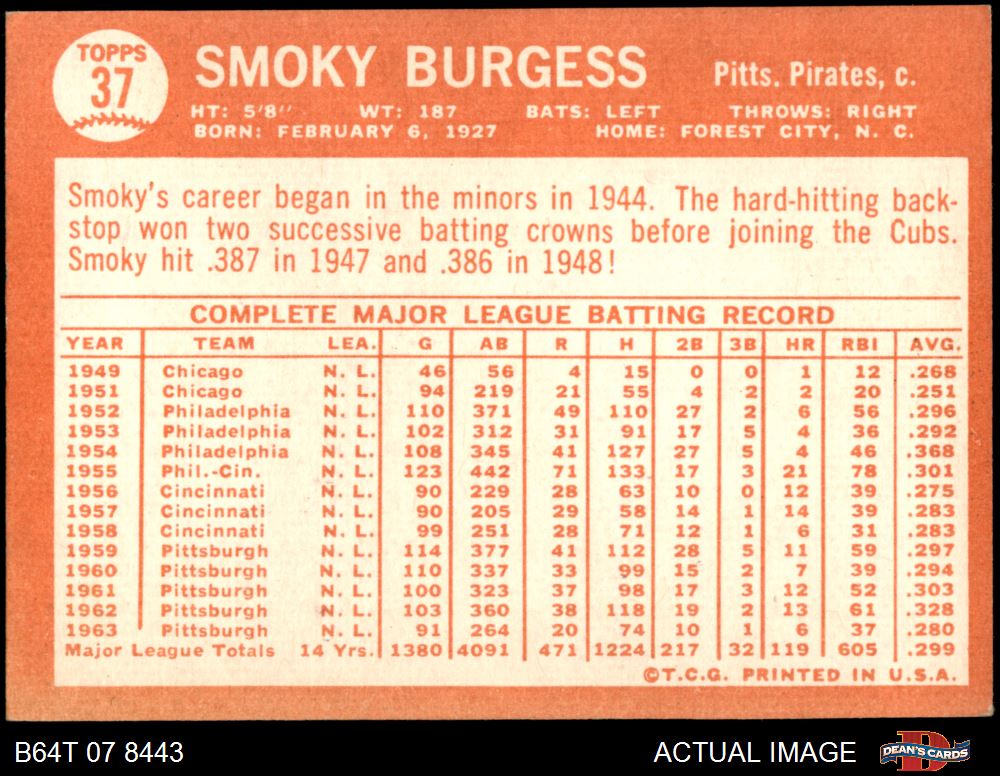 TOPPS
37
SMOKY BURGESS Pitts. Pirates, c.
HT: 5'8'' WT: 187 BATS: LEFT THROWS: RIGHT
BORN: FEBRUARY 6, 1927 HOME: FOREST CITY, N. C.
Smoky's career began in the minors in 1944. The hard-hitting back-
stop won two successive batting crowns before joining the Cubs.
Smoky hit .387 in 1947 and .386 in 1948!
COMPLETE MAJOR LEAGUE BATTING RECORD
YEAR TEAM LEA. G AB R H 2B 3B HR RBI AVG.
1949 Chicago N. L. 46 56 4 15 0 0 1 12 .268
1951 Chicago N. L. 94 219 21 55 4 2 2 20 .251
1952 Philadelphia N. L. 110 371 49 110 27 2 6 56 .296
1953 Philadelphia N. L. 102 312 31 91 17 5 4 36 .292
1954 Philadelphia N. L. 108 345 41 127 27 5 4 46 .368
1955 Phil.-Cin. N. L. 123 442 71 133 17 3 21 78 .301
1956 Cincinnati N. L. 90 229 28 63 10 0 12 39 .275
1957 Cincinnati N. L. 90 205 29 58 14 1 14 39 .283
1958 Cincinnati N. L. 99 251 28 71 12 1 6 31 .283
1959 Pittsburgh N. L. 114 377 41 112 28 5 11 59 .297
1960 Pittsburgh N. L. 110 337 33 99 15 2 7 39 .294
1961 Pittsburgh N. L. 100 323 37 98 17 3 12 52 .303
1962 Pittsburgh N. L. 103 360 38 118 19 2 13 61 .328
1963 Pittsburgh N. L. 91 264 20 74 10 1 6 37 .280
Major League Totals 14 Yrs. 1380 4091 471 1224 217 32 119 605 .299
©T.C.G. PRINTED IN U.S.A.
B64T 07 8443 ACTUAL IMAGE DEAN'S CARDS